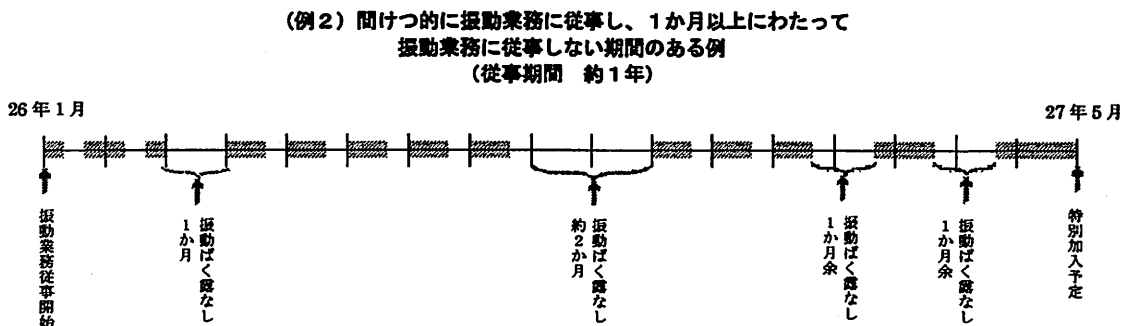 （例２）間けつ的に振動業務に従事し、１か月以上にわたって
振動業務に従事しない期間のある例
（従事期間　約１年）
26年1月
27年5月
振動業務従事開始
振動ばく露なし
１か月
振動ばく露なし
約２か月
振動ばく露なし
１か月余
振動ばく露なし
１か月余
特別加入予定